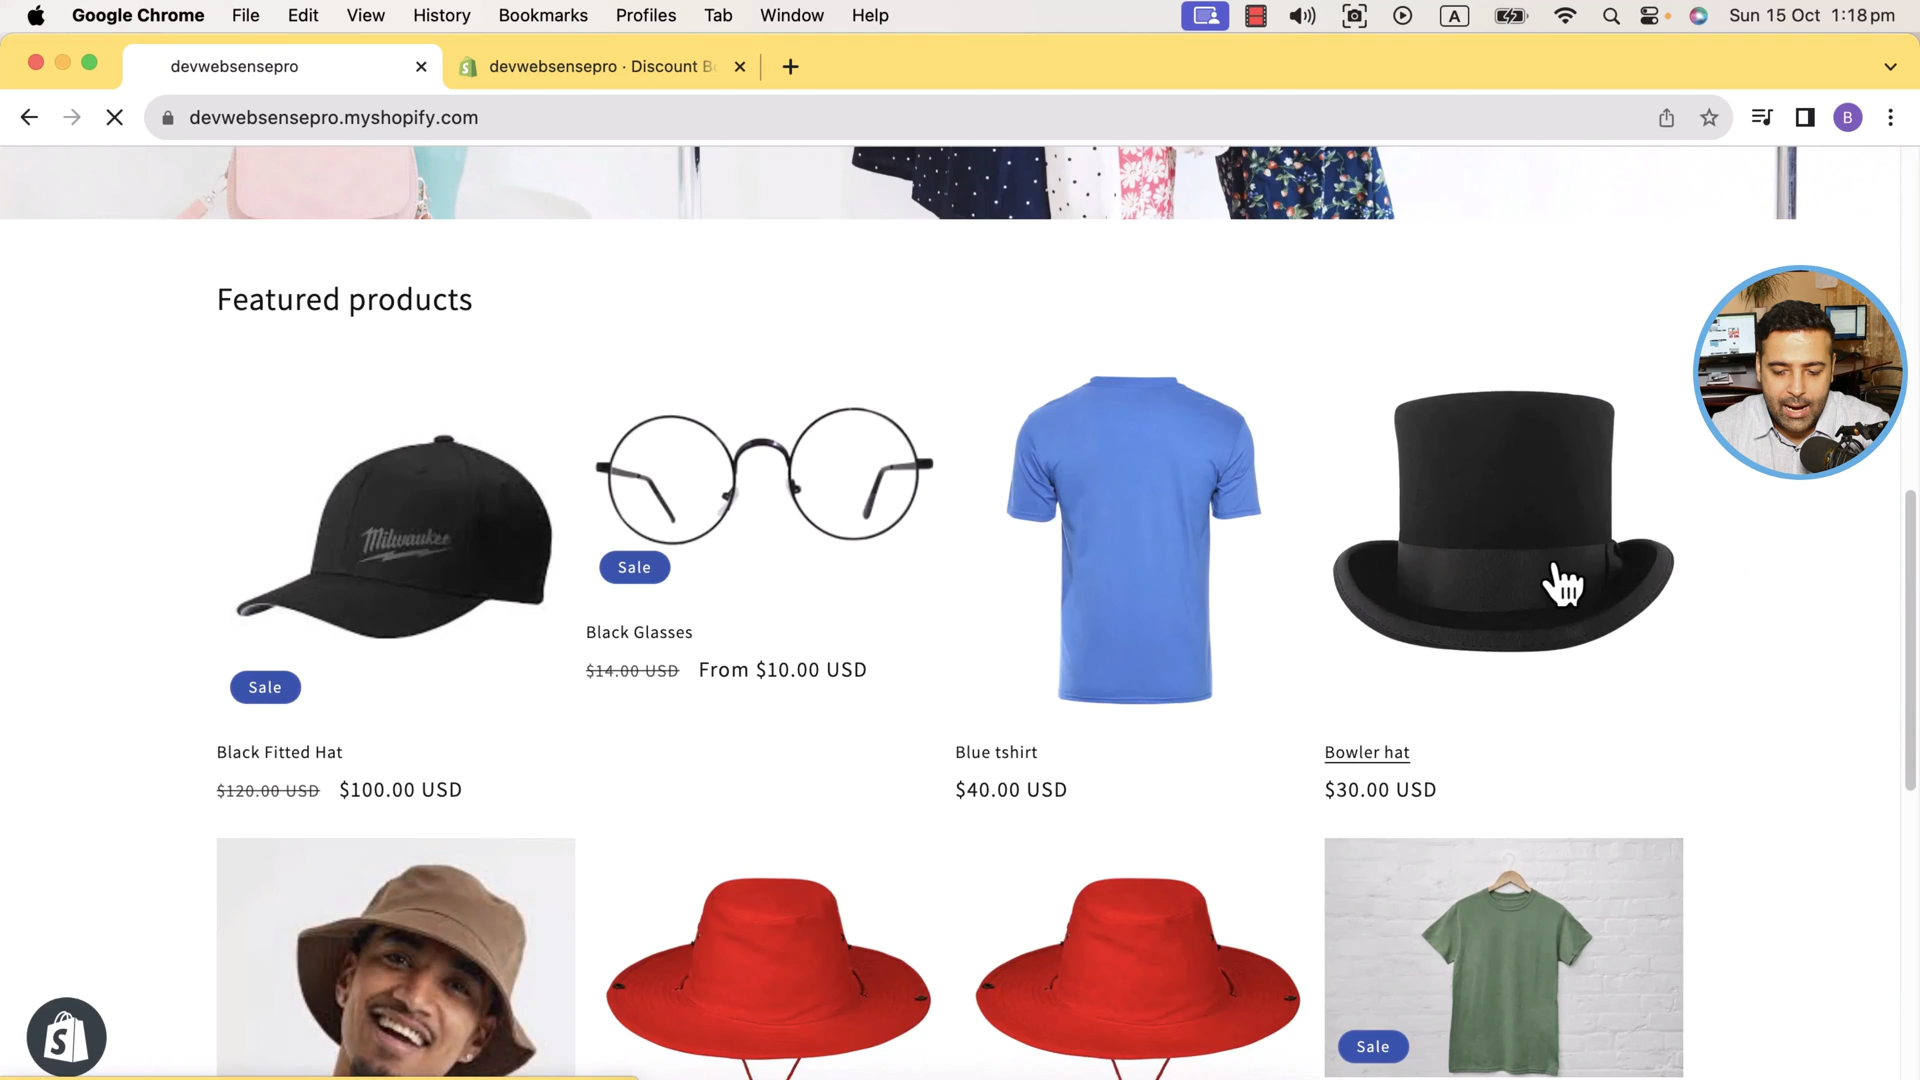 Google Chrome File Edit View History Bookmarks Profiles Tab Window Help A Sun 15 Oct 1:18 pm
devwebsensepro devwebsensepro · Discount B
devwebsensepro.myshopify.com B
Featured products
Milwaukee
Sale
Sale
Black Glasses
$14.00 USD From $10.00 USD
Black Fitted Hat
$120.00 USD $100.00 USD
Blue tshirt
$40.00 USD
Bowler hat
$30.00 USD
Sale